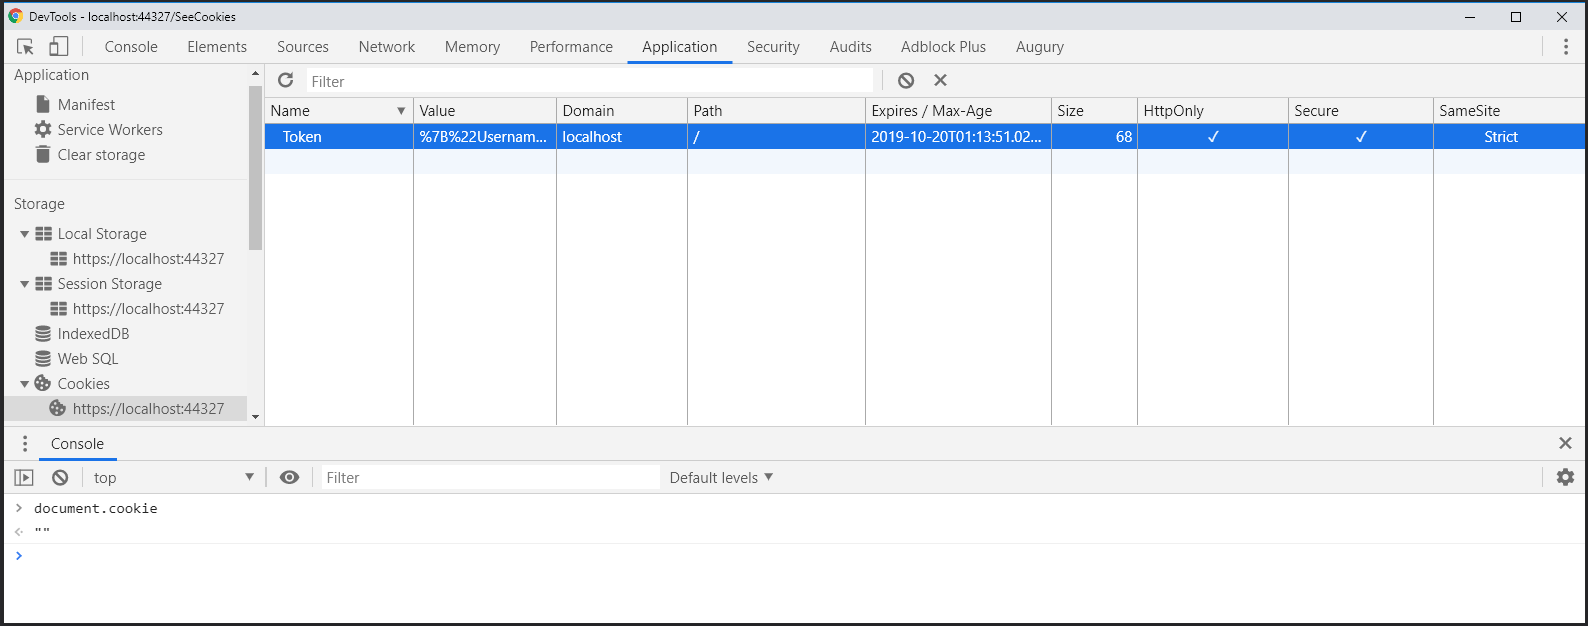 DevTools - localhost:44327/SeeCookies
Console Elements Sources Network Memory Performance Application Security Audits Adblock Plus Augury
Application
Manifest
Service Workers
Clear storage
Storage
Local Storage
https://localhost:44327
Session Storage
https://localhost:44327
IndexedDB
Web SQL
Cookies
https://localhost:44327
Filter
Name Value Domain Path Expires / Max-Age Size HttpOnly Secure SameSite
Token %7B%22Usernam... localhost / 2019-10-20T01:13:51.02... 68 ✓ ✓ Strict
Console
top Filter Default levels
> document.cookie
""
>